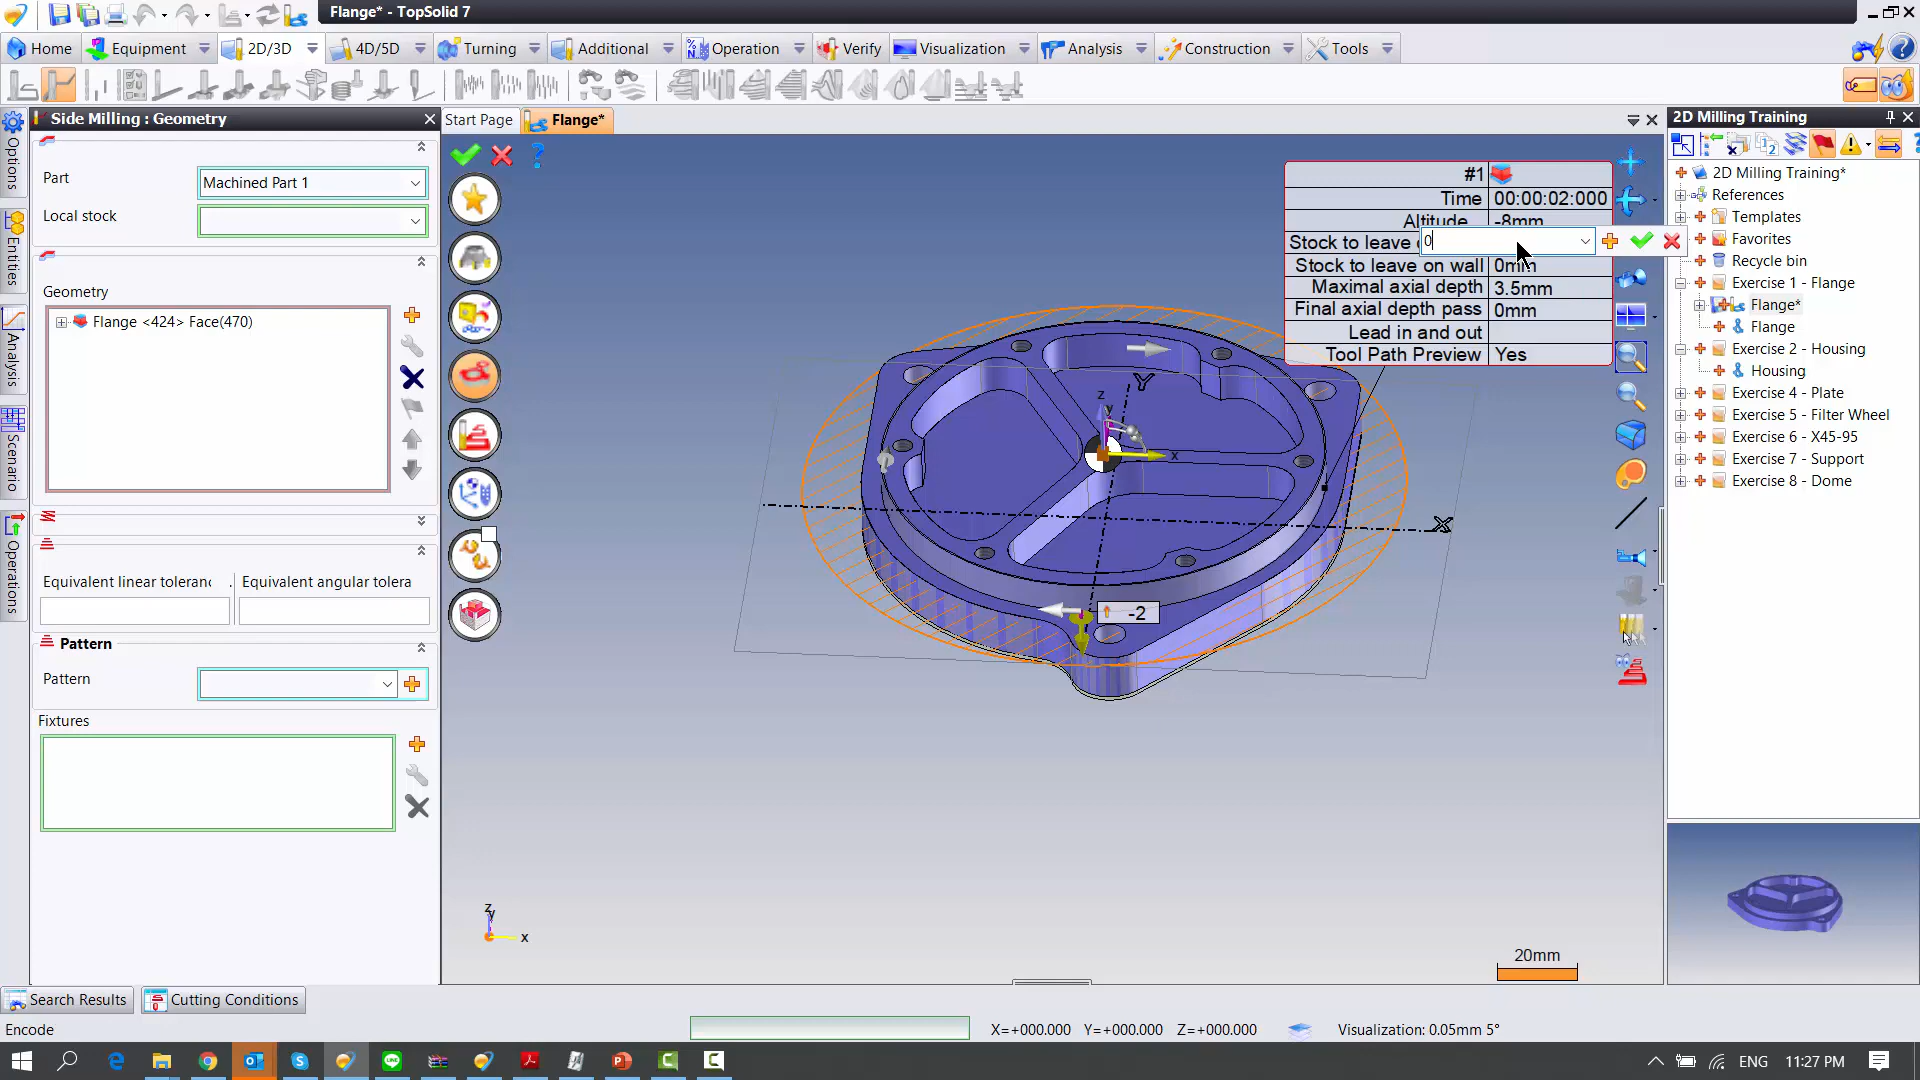 Flange* - TopSolid 7
Home Equipment 2D/3D 4D/5D Turning Additional Operation Verify Visualization Analysis Construction Tools
Side Milling : Geometry
Start Page Flange*
2D Milling Training
Options
Entities
Analysis
Scenario
Operations
Part Machined Part 1
Local stock
Geometry
Flange <424> Face(470)
Equivalent linear toleranc . Equivalent angular tolera
Pattern
Pattern
Fixtures
#1
Time 00:00:02:000
Altitude -8mm
Stock to leave 0
Stock to leave on wall 0mm
Maximal axial depth 3.5mm
Final axial depth pass 0mm
Lead in and out
Tool Path Preview Yes
Y
z
y
x
X
-2
z
y
x
20mm
2D Milling Training*
References
Templates
Favorites
Recycle bin
Exercise 1 - Flange
Flange*
Flange
Exercise 2 - Housing
Housing
Exercise 4 - Plate
Exercise 5 - Filter Wheel
Exercise 6 - X45-95
Exercise 7 - Support
Exercise 8 - Dome
Search Results Cutting Conditions
Encode X=+000.000 Y=+000.000 Z=+000.000 Visualization: 0.05mm 5°
ENG 11:27 PM